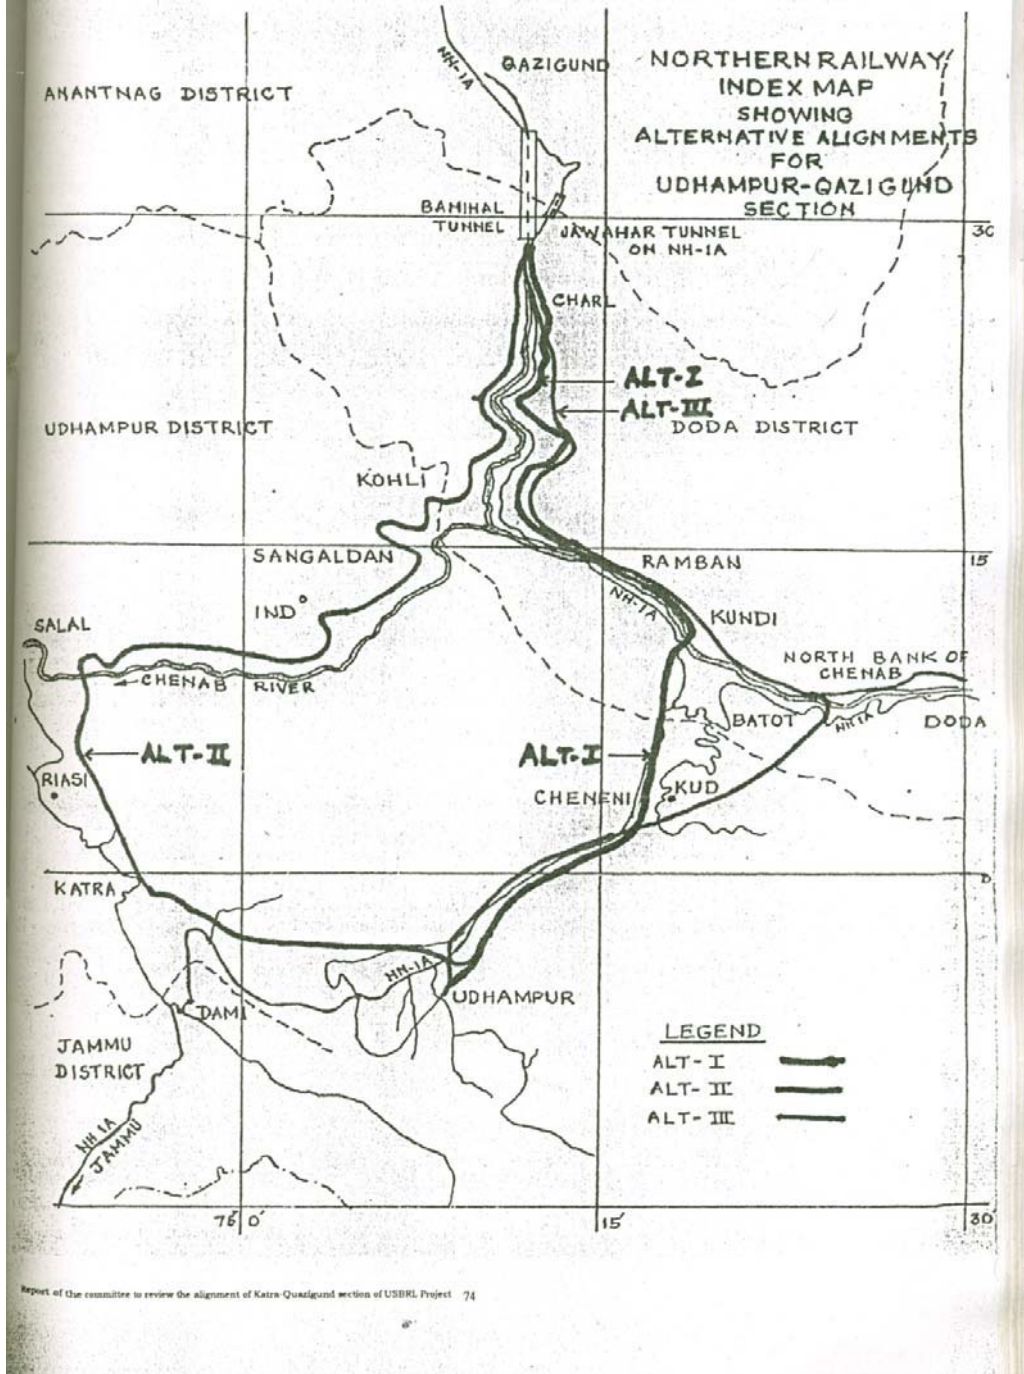 NH-1A
QAZIGUND
ANANTNAG DISTRICT
NORTHERN RAILWAY
INDEX MAP
SHOWING
ALTERNATIVE ALIGNMENTS
FOR
UDHAMPUR-QAZIGUND
SECTION
BANIHAL
TUNNEL
JAWAHAR TUNNEL
ON NH-1A
30
CHARL
ALT-I
ALT-III
UDHAMPUR DISTRICT
DODA DISTRICT
KOHLI
SANGALDAN
RAMBAN
15
IND
NH-1A
KUNDI
SALAL
NORTH BANK OF
CHENAB
CHENAB RIVER
BATOT
NH 1A
DODA
ALT-II
ALT-I
RIASI
CHENENI
KUD
KATRA
NH-1A
UDHAMPUR
DAMI
JAMMU
DISTRICT
LEGEND
ALT-I
ALT-II
ALT-III
NH 1A
JAMMU
75 0'
15'
30'
Report of the committee to review the alignment of Katra-Quazigund section of USBRL Project 74